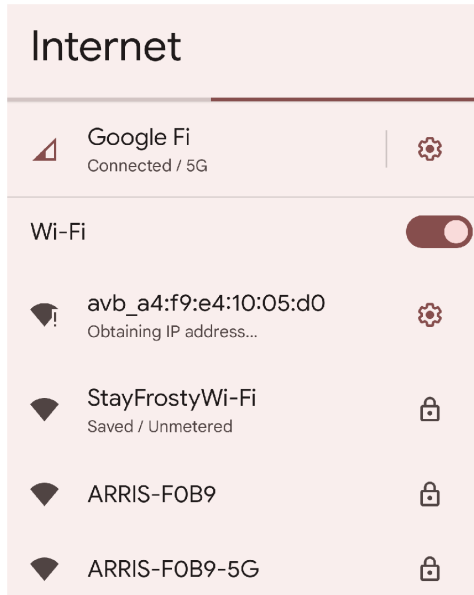 Internet
Google Fi
Connected / 5G
Wi-Fi
avb_a4:f9:e4:10:05:d0
Obtaining IP address...
StayFrostyWi-Fi
Saved / Unmetered
ARRIS-F0B9
ARRIS-F0B9-5G